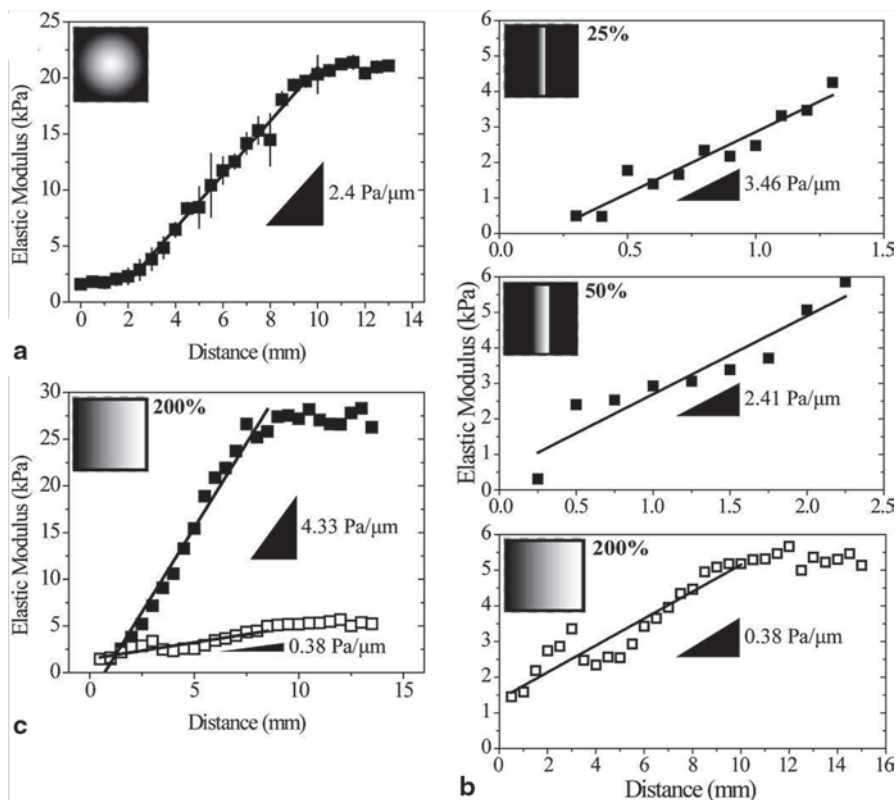 25
20
15
10
5
0
Elastic Modulus (kPa)
2.4 Pa/μm
0 2 4 6 8 10 12 14
Distance (mm)
a
30
25
20
15
10
5
0
Elastic Modulus (kPa)
200%
4.33 Pa/μm
0.38 Pa/μm
0 5 10 15
Distance (mm)
c
6
5
4
3
2
1
0
25%
3.46 Pa/μm
0.0 0.5 1.0 1.5
6
5
4
3
2
1
0
Elastic Modulus (kPa)
50%
2.41 Pa/μm
0.0 0.5 1.0 1.5 2.0 2.5
6
5
4
3
2
1
0
200%
0.38 Pa/μm
0 2 4 6 8 10 12 14 16
b Distance (mm)